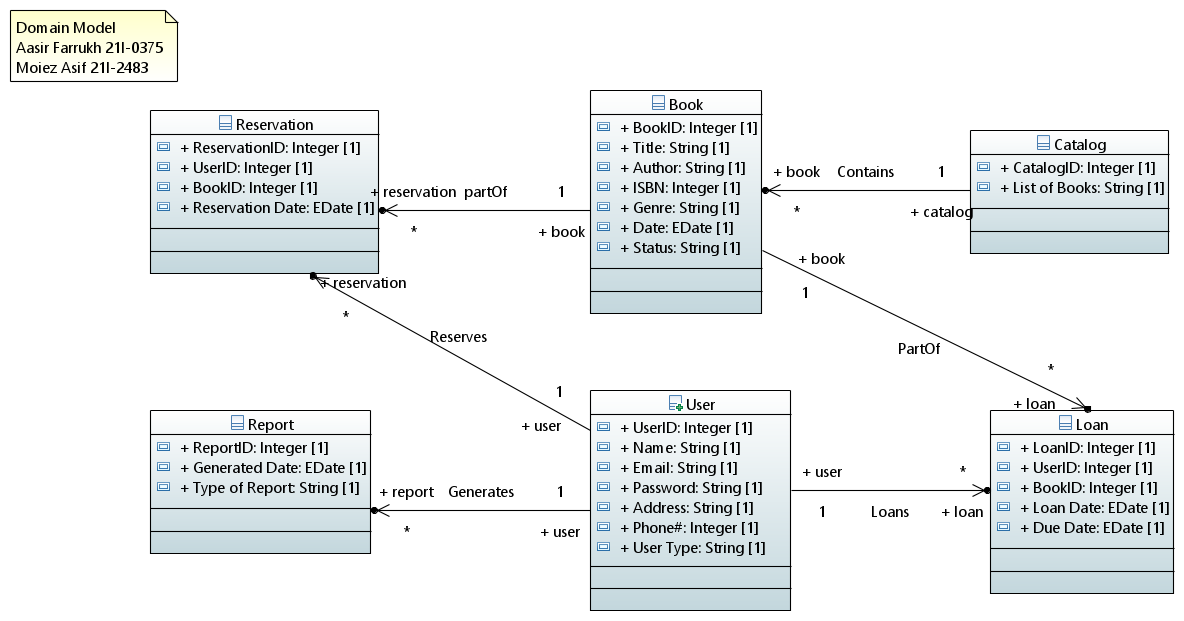 Domain Model
Aasir Farrukh 21I-0375
Moiez Asif 21I-2483
Reservation
+ ReservationID: Integer [1]
+ UserID: Integer [1]
+ BookID: Integer [1]
+ Reservation Date: EDate [1]
+ reservation partOf 1
*
+ book
Book
+ BookID: Integer [1]
+ Title: String [1]
+ Author: String [1]
+ ISBN: Integer [1]
+ Genre: String [1]
+ Date: EDate [1]
+ Status: String [1]
+ book Contains 1
*
+ catalog
Catalog
+ CatalogID: Integer [1]
+ List of Books: String [1]
+ book
1
PartOf
*
+ loan
+ reservation
*
Reserves
1
+ user
Report
+ ReportID: Integer [1]
+ Generated Date: EDate [1]
+ Type of Report: String [1]
+ report Generates 1
*
+ user
User
+ UserID: Integer [1]
+ Name: String [1]
+ Email: String [1]
+ Password: String [1]
+ Address: String [1]
+ Phone#: Integer [1]
+ User Type: String [1]
+ user *
1 Loans + loan
Loan
+ LoanID: Integer [1]
+ UserID: Integer [1]
+ BookID: Integer [1]
+ Loan Date: EDate [1]
+ Due Date: EDate [1]